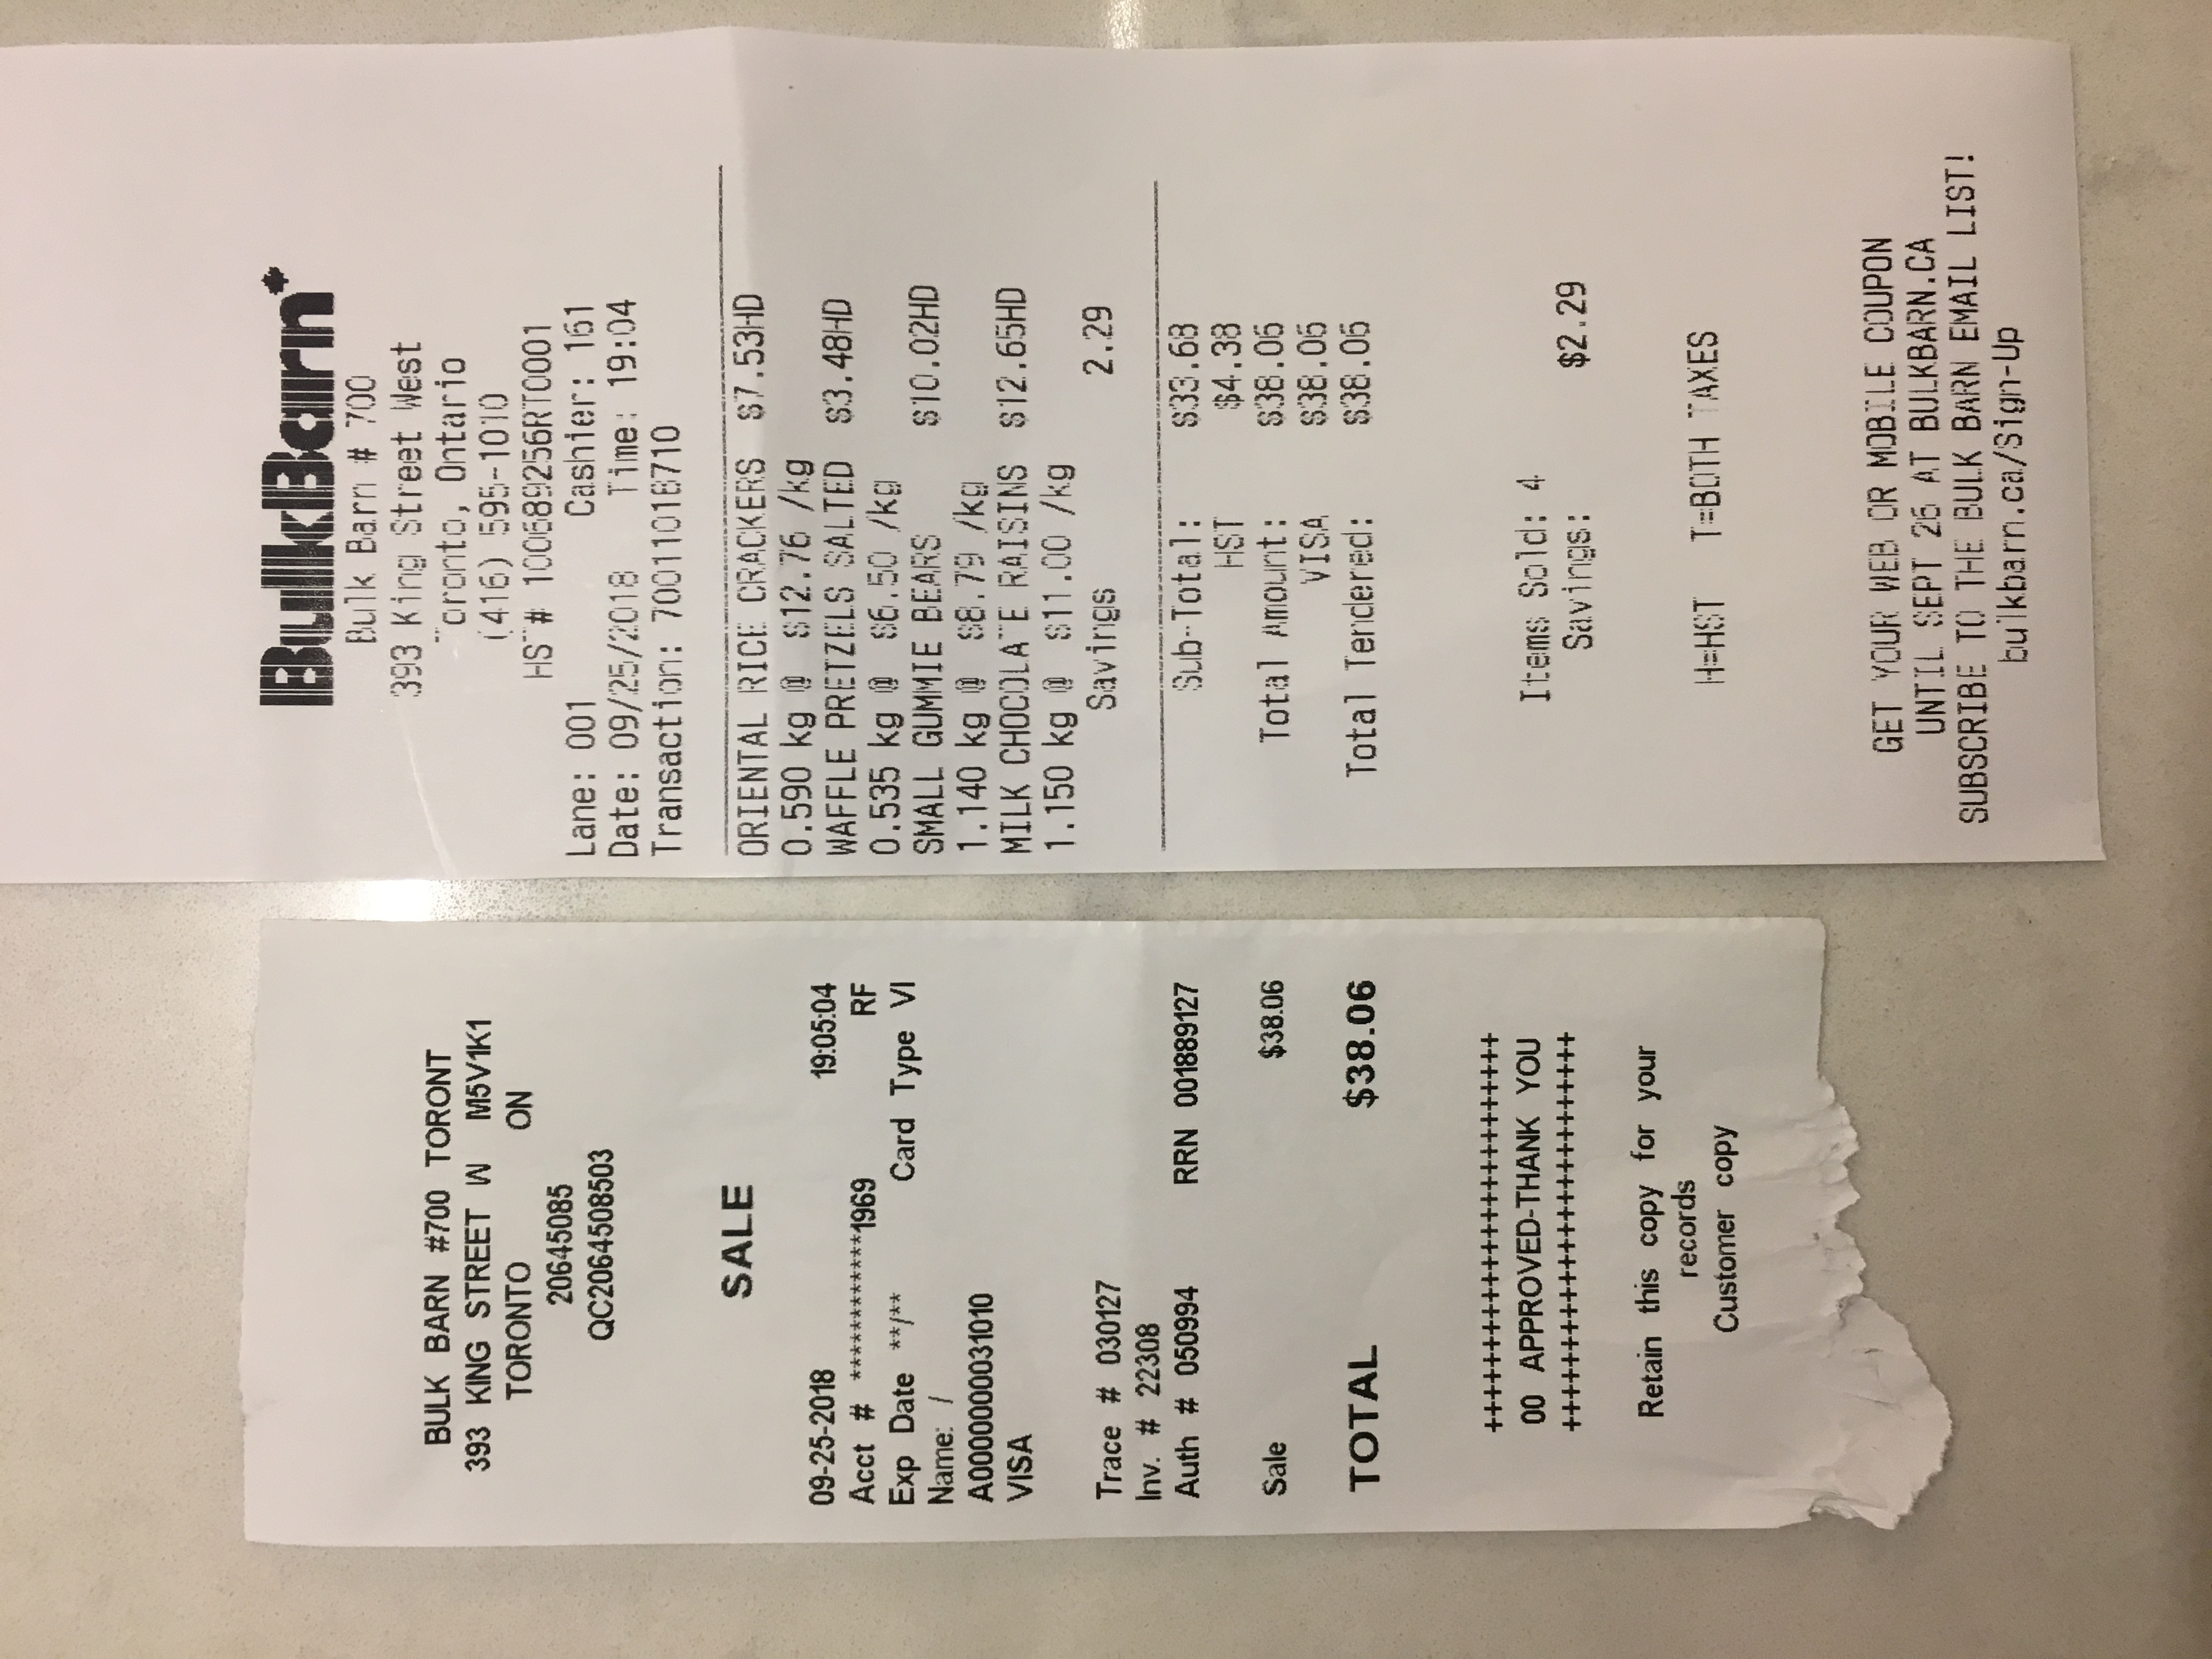 BULK BARN #700 TORONT
393 KING STREET W M5V1K1
TORONTO ON
20645085
QC2064508503
SALE
09-25-2018 19:05:04
Acct # ************1969 RF
Exp Date **/** Card Type VI
Name: /
A0000000031010
VISA
Trace # 030127
Inv. # 22308
Auth # 050994 RRN 001889127
Sale $38.06
TOTAL $38.06
+++++++++++++++++++++++++
00 APPROVED-THANK YOU
+++++++++++++++++++++++++
Retain this copy for your
records
Customer copy
BulkBarn
Bulk Barn # 700
393 King Street West
Toronto, Ontario
(416) 595-1010
HST# 100689256RT0001
Lane: 001 Cashier: 161
Date: 09/25/2018 Time: 19:04
Transaction: 70011018710
ORIENTAL RICE CRACKERS $7.53HD
0.590 kg @ $12.76 /kg
WAFFLE PRETZELS SALTED $3.48HD
0.535 kg @ $6.50 /kg
SMALL GUMMIE BEARS $10.02HD
1.140 kg @ $8.79 /kg
MILK CHOCOLATE RAISINS $12.65HD
1.150 kg @ $11.00 /kg
Savings 2.29
Sub-Total: $33.68
HST $4.38
Total Amount: $38.06
VISA $38.06
Total Tendered: $38.06
Items Sold: 4
Savings: $2.29
H=HST T=BOTH TAXES
GET YOUR WEB OR MOBILE COUPON
UNTIL SEPT 26 AT BULKBARN.CA
SUBSCRIBE TO THE BULK BARN EMAIL LIST!
bulkbarn.ca/Sign-Up